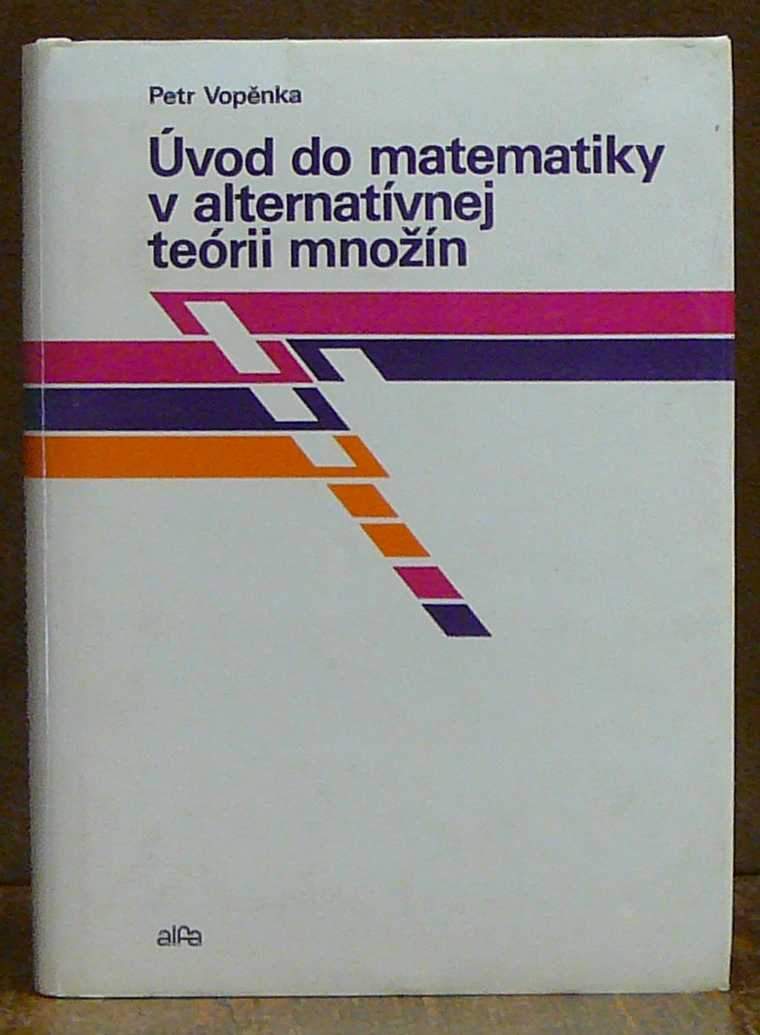 Petr Vopěnka
Úvod do matematiky
v alternatívnej
teórii množín
alfa